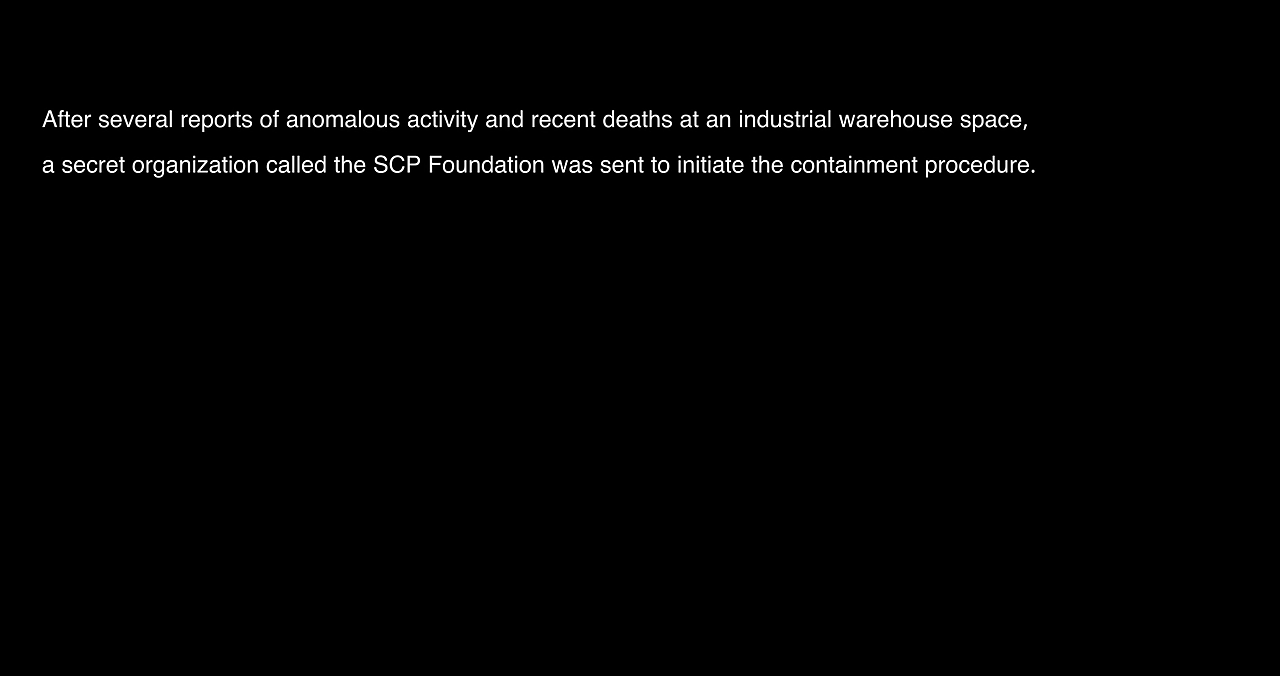 After several reports of anomalous activity and recent deaths at an industrial warehouse space,
a secret organization called the SCP Foundation was sent to initiate the containment procedure.